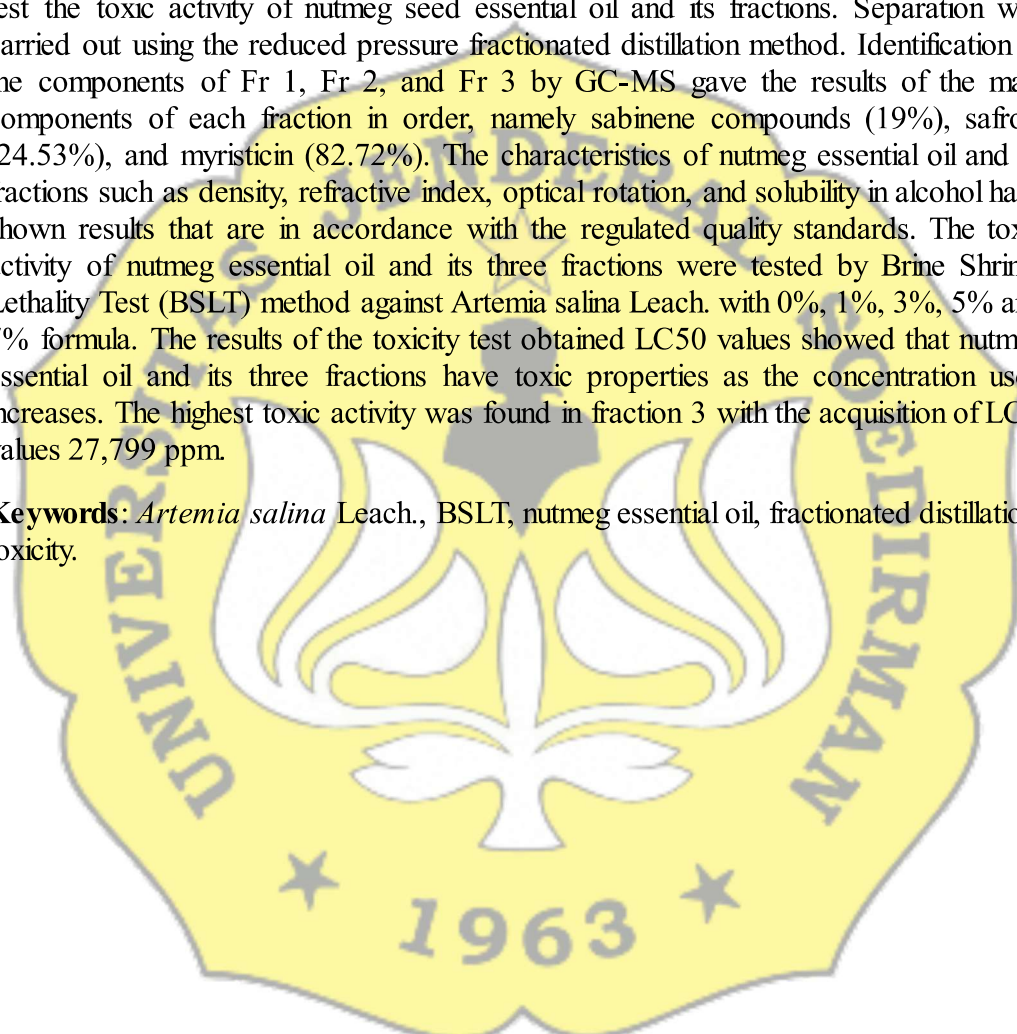 est the toxic activity of nutmeg seed essential oil and its fractions. Separation w
arried out using the reduced pressure fractionated distillation method. Identification
he components of Fr 1, Fr 2, and Fr 3 by GC-MS gave the results of the ma
omponents of each fraction in order, namely sabinene compounds (19%), safro
24.53%), and myristicin (82.72%). The characteristics of nutmeg essential oil and
ractions such as density, refractive index, optical rotation, and solubility in alcohol ha
hown results that are in accordance with the regulated quality standards. The tox
ctivity of nutmeg essential oil and its three fractions were tested by Brine Shrim
Lethality Test (BSLT) method against Artemia salina Leach. with 0%, 1%, 3%, 5% a
% formula. The results of the toxicity test obtained LC50 values showed that nutm
ssential oil and its three fractions have toxic properties as the concentration us
ncreases. The highest toxic activity was found in fraction 3 with the acquisition of LC
values 27,799 ppm.
Keywords: Artemia salina Leach., BSLT, nutmeg essential oil, fractionated distillatio
oxicity.
UNIVERSITAS JENDERAL SOEDIRMAN
1963